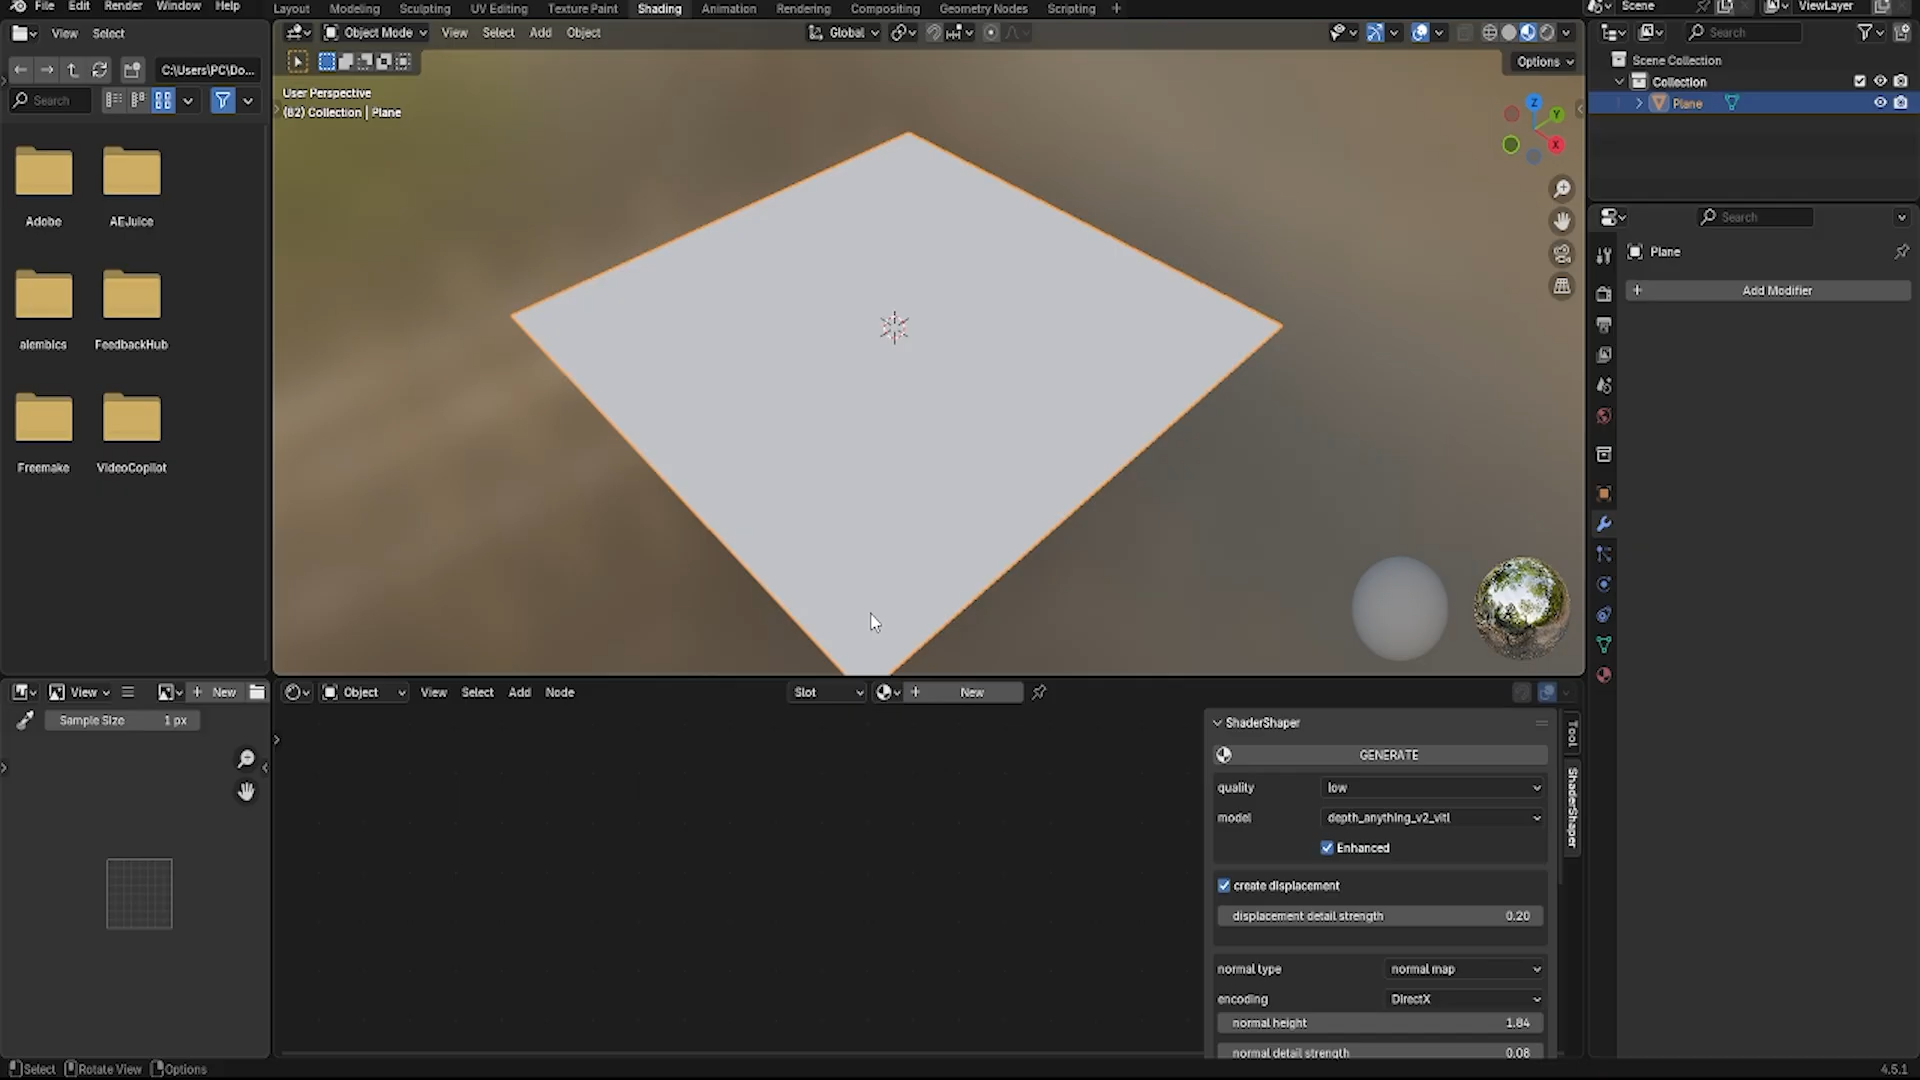 File Edit Render Window Help
Layout Modeling Sculpting UV Editing Texture Paint Shading Animation Rendering Compositing Geometry Nodes Scripting +
Scene ViewLayer
View Select
Object Mode View Select Add Object
Global
Search
C:\Users\PC\Do...
Options
Search
User Perspective
(82) Collection | Plane
Scene Collection
Collection
Plane
Z
Y
X
Adobe AEJuice
Search
Plane
Add Modifier
alembics FeedbackHub
Freemake VideoCopilot
View New
Object View Select Add Node
Slot New
Sample Size 1 px
ShaderShaper
Tool
GENERATE
quality low
ShaderShaper
model depth_anything_v2_vitl
Enhanced
create displacement
displacement detail strength 0.20
normal type normal map
encoding DirectX
normal height 1.84
normal detail strength 0.08
Select Rotate View Options
4.5.1